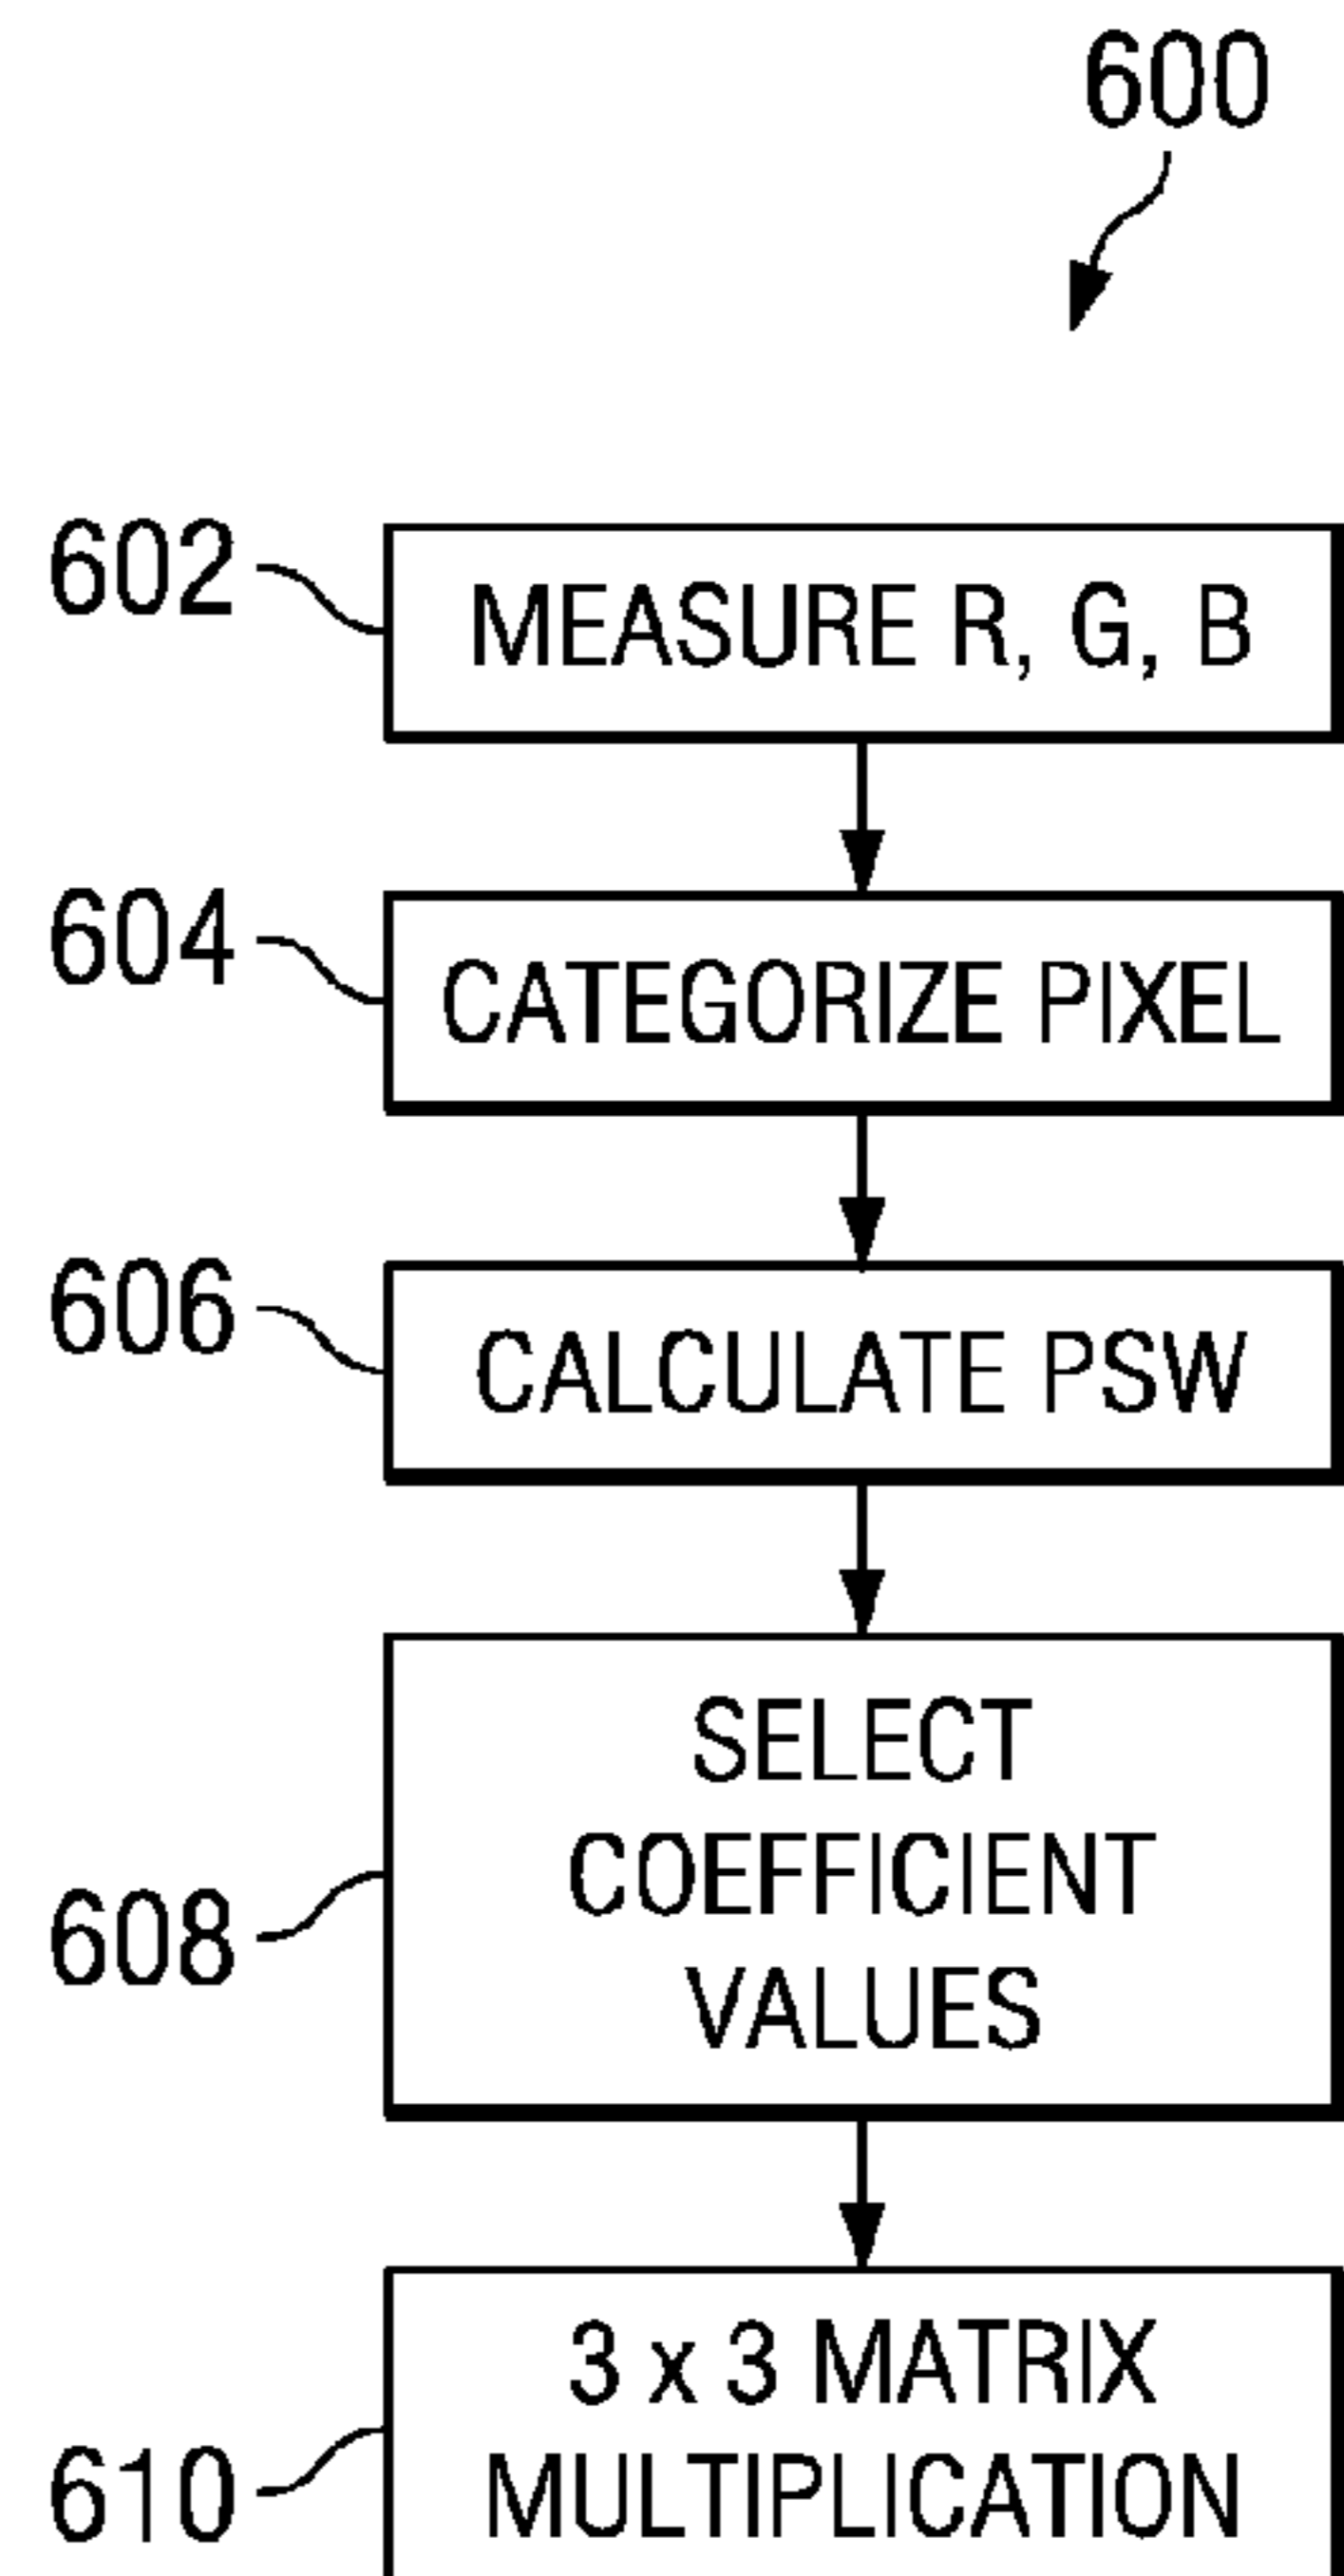 600
602
MEASURE R, G, B
604
CATEGORIZE PIXEL
606
CALCULATE PSW
SELECT
COEFFICIENT
VALUES
608
3 x 3 MATRIX
MULTIPLICATION
610